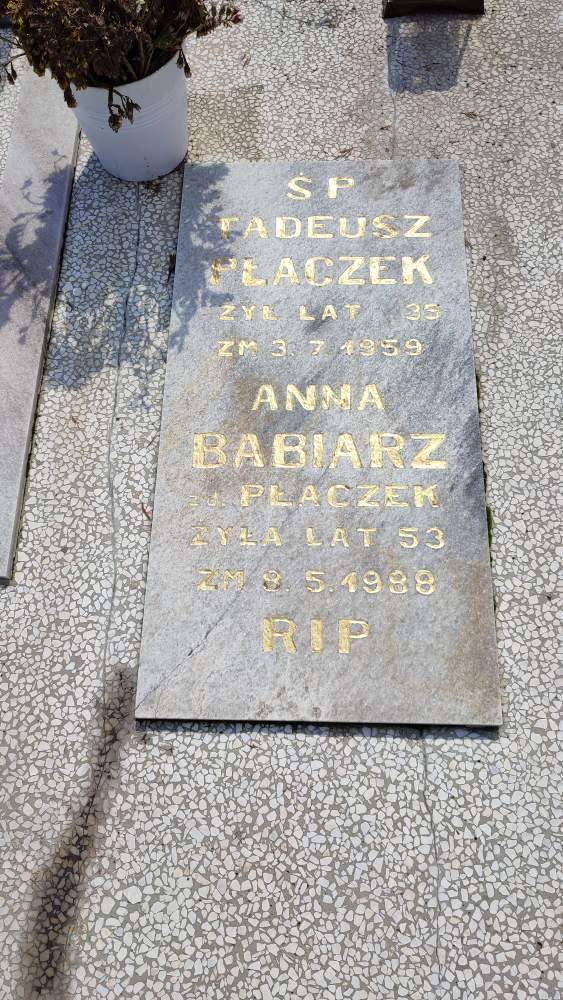 ŚP
TADEUSZ
PŁACZEK
ŻYŁ LAT 35
ZM 3.7.1959
ANNA
BABIARZ
zd. PŁACZEK
ŻYŁA LAT 53
ZM 8.5.1988
RIP